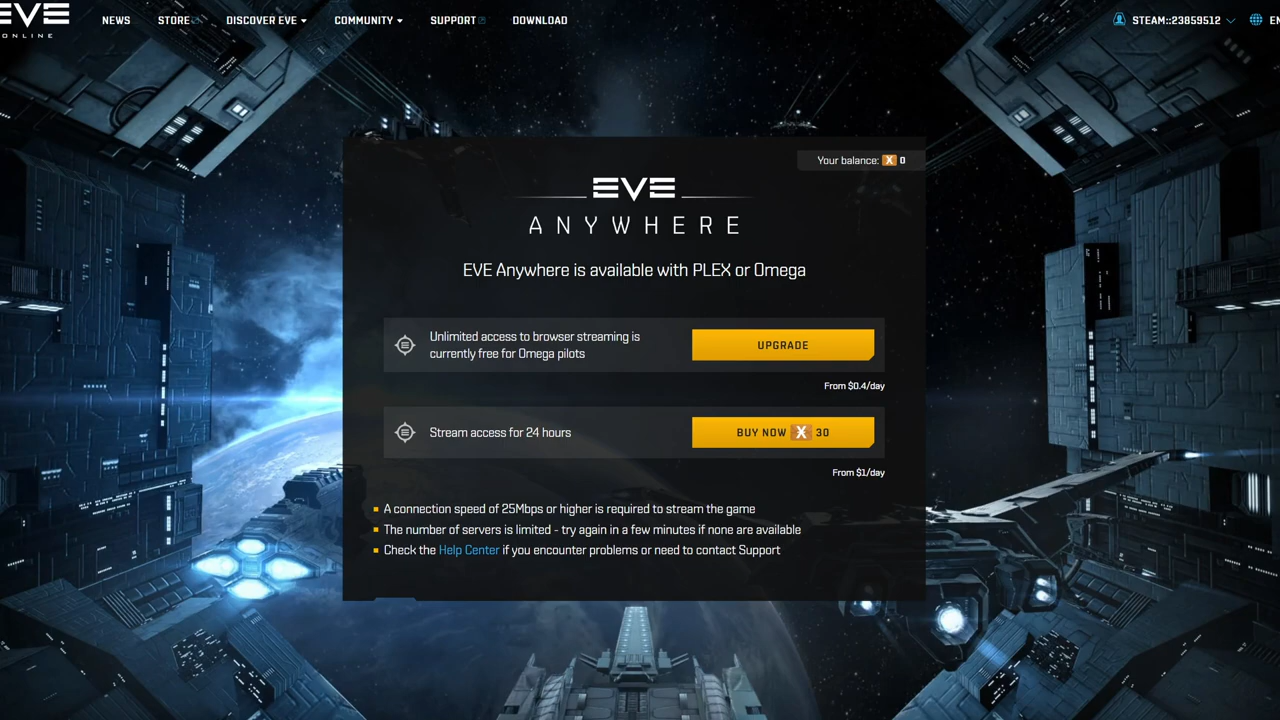 EVE
ONLINE
NEWS
STORE
DISCOVER EVE
COMMUNITY
SUPPORT
DOWNLOAD
STEAM::23859512
EN
Your balance: 0
EVE
ANYWHERE
EVE Anywhere is available with PLEX or Omega
Unlimited access to browser streaming is
currently free for Omega pilots
UPGRADE
From $0.4/day
Stream access for 24 hours
BUY NOW 30
From $1/day
A connection speed of 25Mbps or higher is required to stream the game
The number of servers is limited - try again in a few minutes if none are available
Check the Help Center if you encounter problems or need to contact Support